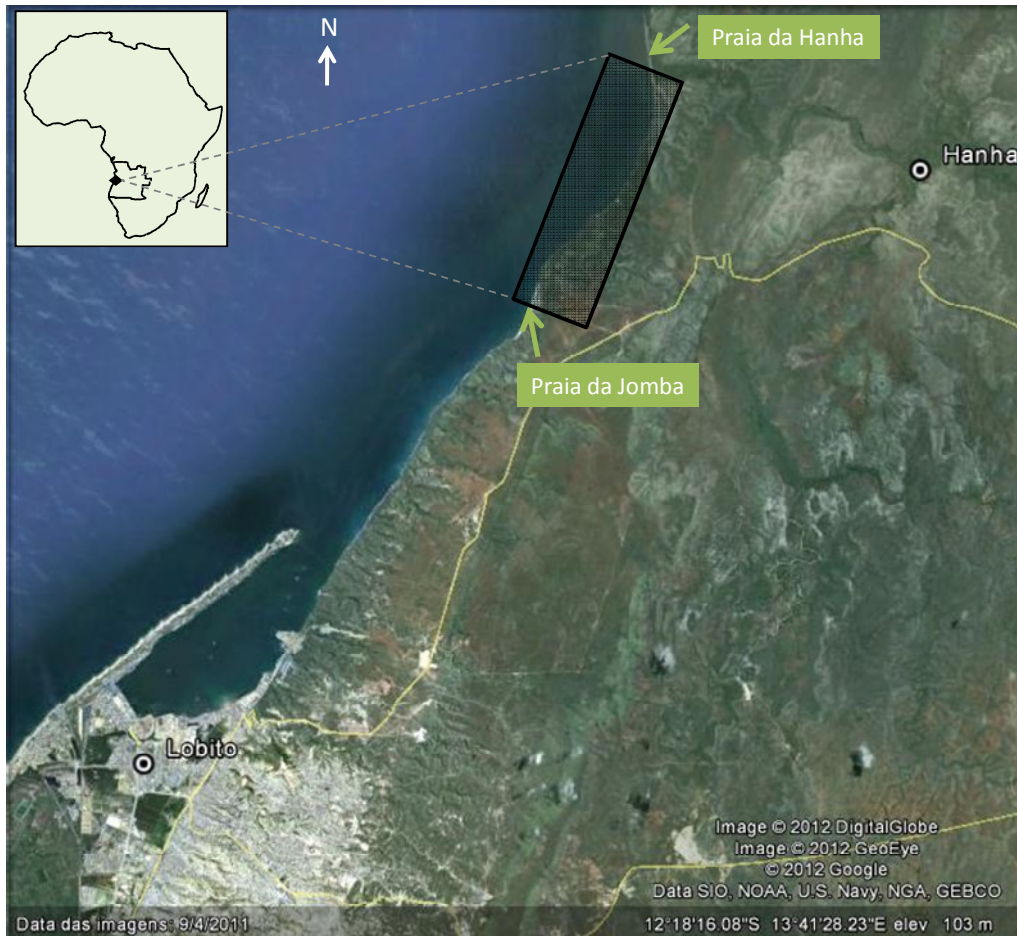 N
Praia da Hanha
Hanha
Praia da Jomba
Lobito
Image © 2012 DigitalGlobe
Image © 2012 GeoEye
© 2012 Google
Data SIO, NOAA, U.S. Navy, NGA, GEBCO
Data das imagens: 9/4/2011
12°18'16.08"S 13°41'28.23"E elev 103 m